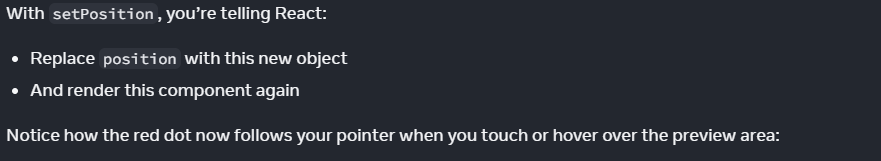 With setPosition, you’re telling React:
• Replace position with this new object
• And render this component again
Notice how the red dot now follows your pointer when you touch or hover over the preview area: